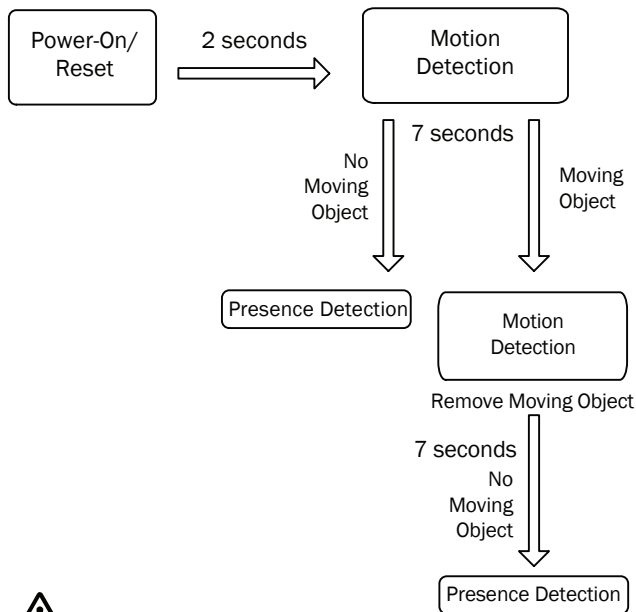 Power-On/
Reset
2 seconds
Motion
Detection
7 seconds
No
Moving
Object
Moving
Object
Presence Detection
Motion
Detection
Remove Moving Object
7 seconds
No
Moving
Object
Presence Detection